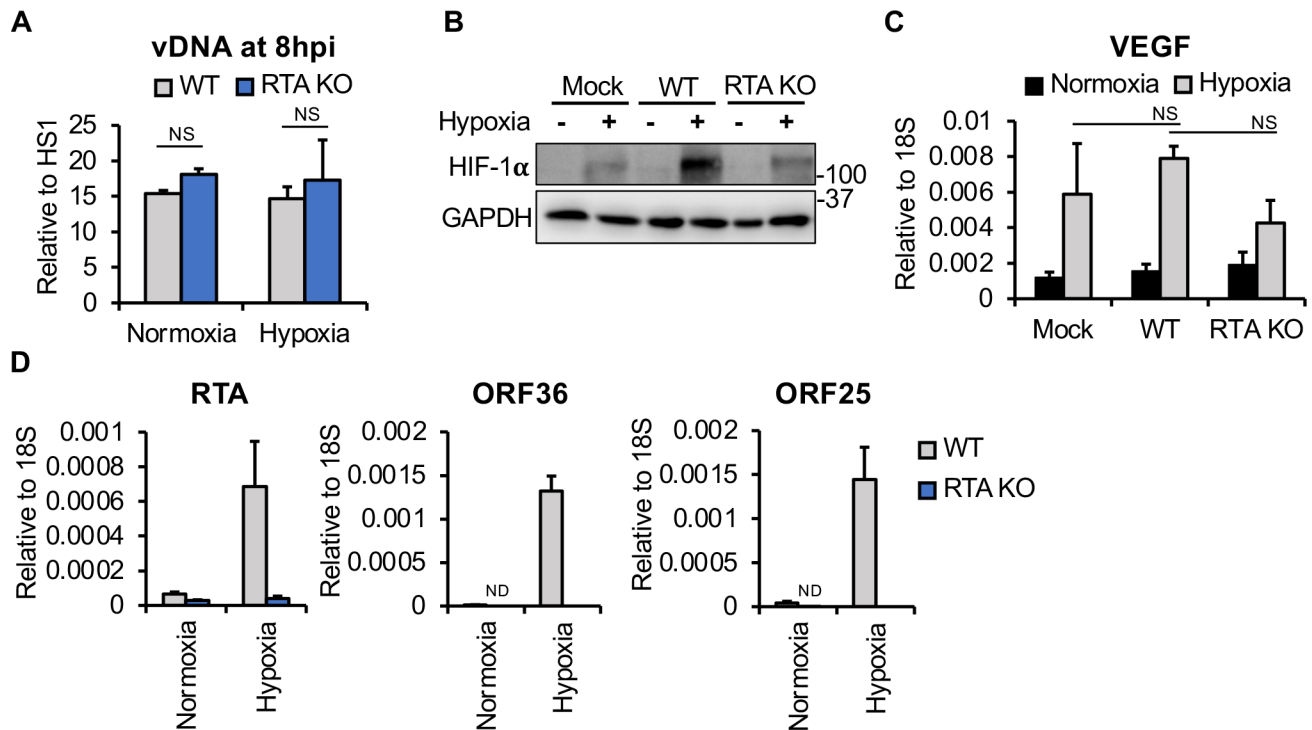 A
vDNA at 8hpi
WT RTA KO
Relative to HS1
25
20
15
10
5
0
NS
NS
Normoxia Hypoxia
B
Mock WT RTA KO
Hypoxia - + - + - +
HIF-1α
-100
-37
GAPDH
C
VEGF
Normoxia Hypoxia
Relative to 18S
0.01
0.008
0.006
0.004
0.002
0
NS
NS
Mock WT RTA KO
D
RTA
Relative to 18S
0.001
0.0008
0.0006
0.0004
0.0002
0
Normoxia
Hypoxia
ORF36
Relative to 18S
0.002
0.0015
0.001
0.0005
0
ND
Normoxia
Hypoxia
ORF25
Relative to 18S
0.002
0.0015
0.001
0.0005
0
ND
Normoxia
Hypoxia
WT
RTA KO